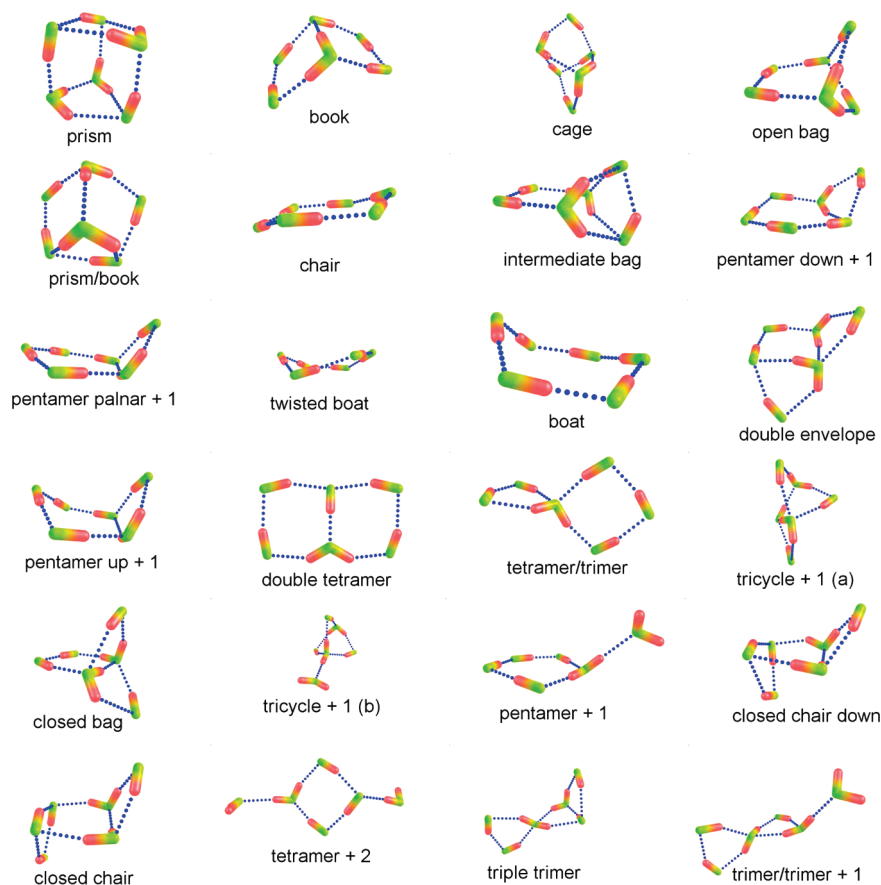 prism
book
cage
open bag
prism/book
chair
intermediate bag
pentamer down + 1
pentamer palnar + 1
twisted boat
boat
double envelope
pentamer up + 1
double tetramer
tetramer/trimer
tricycle + 1 (a)
closed bag
tricycle + 1 (b)
pentamer + 1
closed chair down
closed chair
tetramer + 2
triple trimer
trimer/trimer + 1